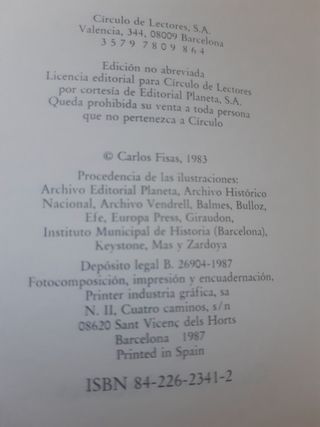 Círculo de Lectores, S.A.
Valencia, 344, 08009 Barcelona
3 5 7 9 7 8 0 9 8 6 4
Edición no abreviada
Licencia editorial para Círculo de Lectores
por cortesía de Editorial Planeta, S.A.
Queda prohibida su venta a toda persona
que no pertenezca a Círculo
© Carlos Fisas, 1983
Procedencia de las ilustraciones:
Archivo Editorial Planeta, Archivo Histórico
Nacional, Archivo Vendrell, Balmes, Bulloz,
Efe, Europa Press, Giraudon,
Instituto Municipal de Historia (Barcelona),
Keystone, Mas y Zardoya
Depósito legal B. 26904-1987
Fotocomposición, impresión y encuadernación,
Printer industria gráfica, sa
N. II, Cuatro caminos, s/n
08620 Sant Vicenç dels Horts
Barcelona 1987
Printed in Spain
ISBN 84-226-2341-2